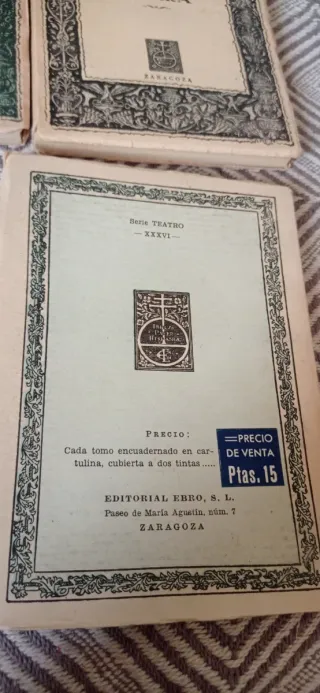 ZARAGOZA
Serie TEATRO
— XXXVI —
PRECIO:
Cada tomo encuadernado en car-
tulina, cubierta a dos tintas .....
=PRECIO
DE VENTA
Ptas. 15
EDITORIAL EBRO, S. L.
Paseo de María Agustín, núm. 7
ZARAGOZA